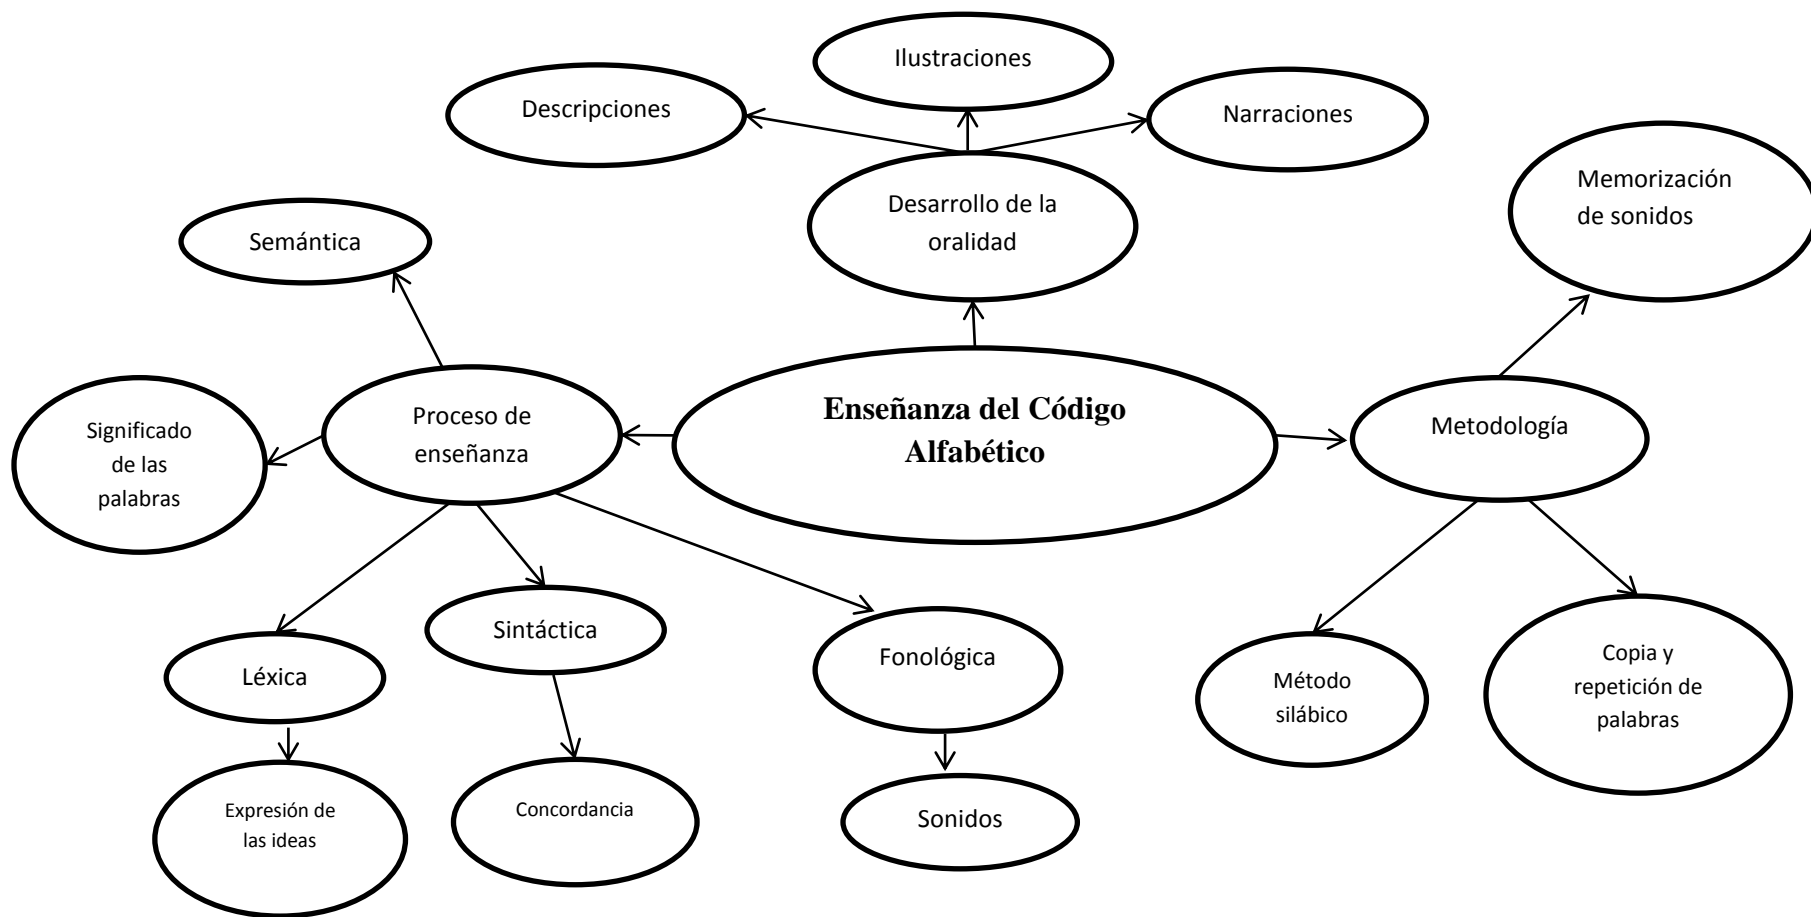 Ilustraciones
Descripciones
Narraciones
Memorización
de sonidos
Desarrollo de la
oralidad
Semántica
Enseñanza del Código
Alfabético
Proceso de
enseñanza
Metodología
Significado
de las
palabras
Sintáctica
Léxica
Fonológica
Método
silábico
Copia y
repetición de
palabras
Expresión de
las ideas
Concordancia
Sonidos